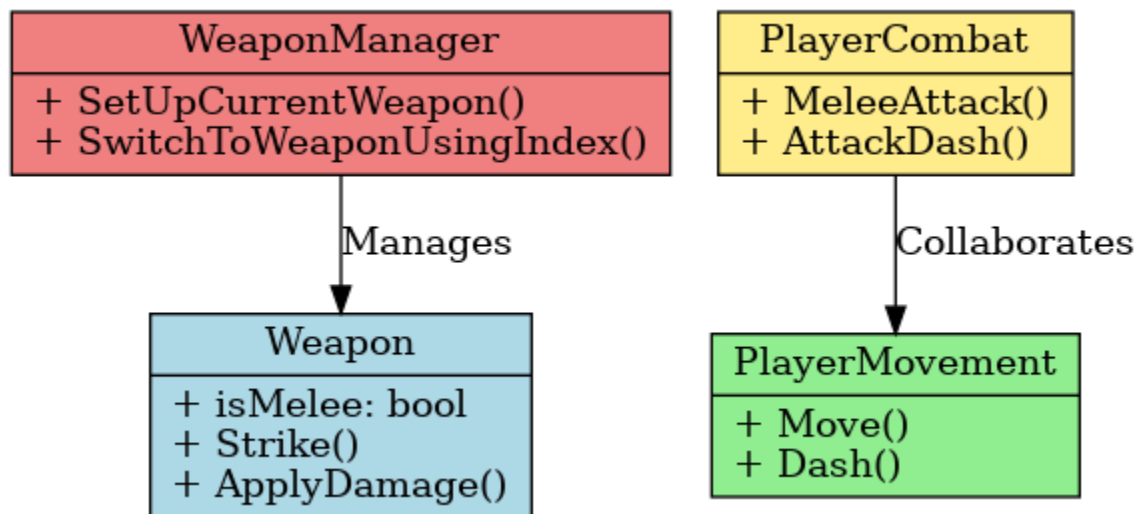 WeaponManager
+ SetUpCurrentWeapon()
+ SwitchToWeaponUsingIndex()
PlayerCombat
+ MeleeAttack()
+ AttackDash()
Manages
Collaborates
Weapon
+ isMelee: bool
+ Strike()
+ ApplyDamage()
PlayerMovement
+ Move()
+ Dash()